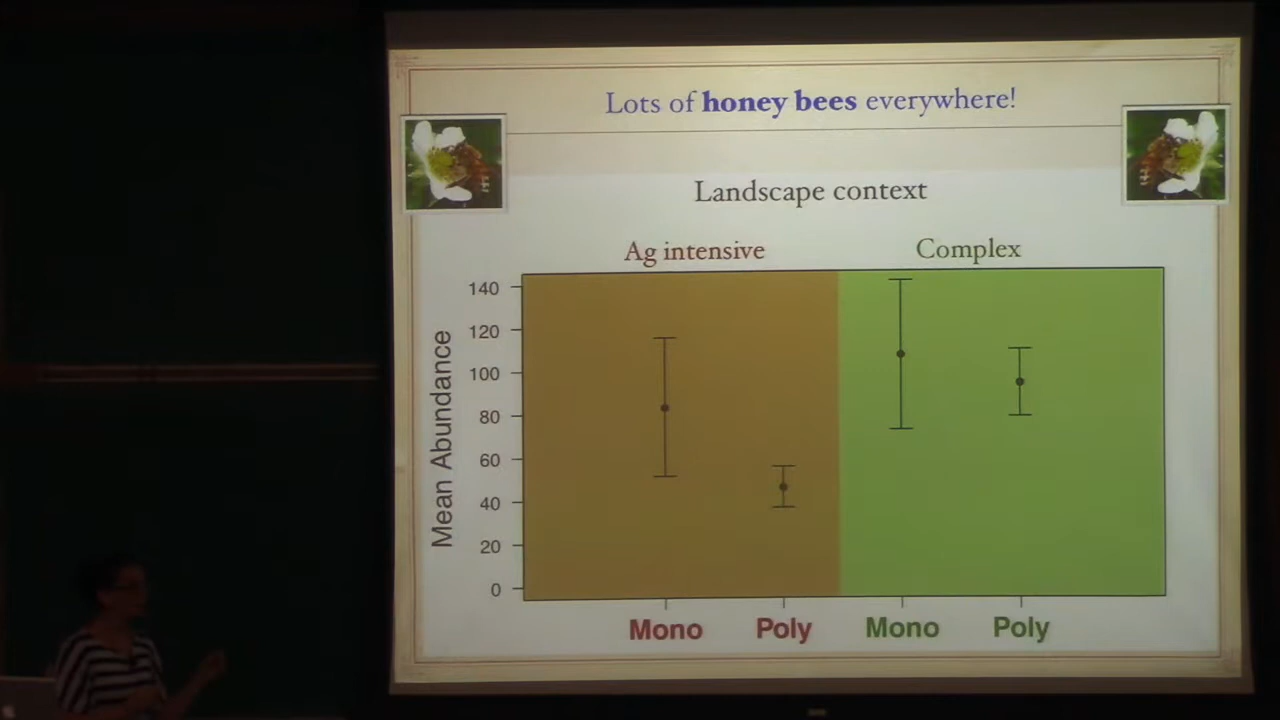 Lots of honey bees everywhere!
Landscape context
Ag intensive Complex
Mean Abundance
140
120
100
80
60
40
20
0
Mono Poly Mono Poly